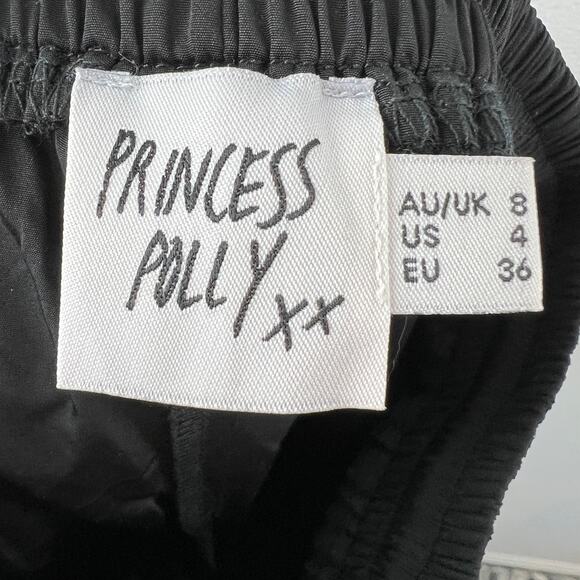 PRINCESS
POLLY xx
AU/UK 8
US 4
EU 36